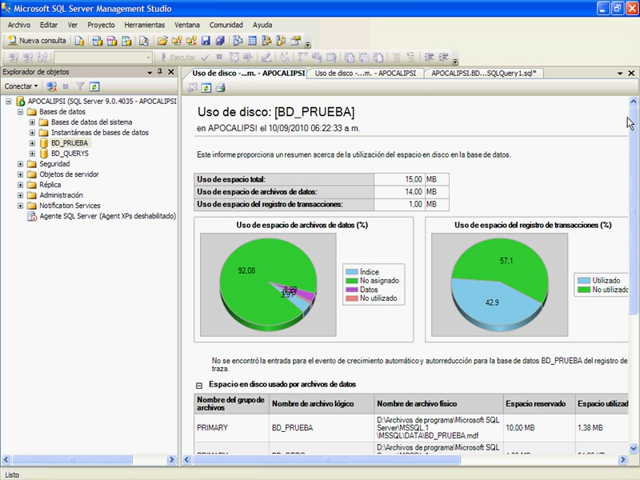 Microsoft SQL Server Management Studio
Archivo Editar Ver Proyecto Herramientas Ventana Comunidad Ayuda
Nueva consulta
Ejecutar
Explorador de objetos
Conectar
APOCALIPSI (SQL Server 9.0.4035 - APOCALIPSI
Bases de datos
Bases de datos del sistema
Instantáneas de bases de datos
BD_PRUEBA
BD_QUERYS
Seguridad
Objetos de servidor
Réplica
Administración
Notification Services
Agente SQL Server (Agent XPs deshabilitado)
Uso de disco -...m. - APOCALIPSI
Uso de disco -...m. - APOCALIPSI
APOCALIPSI.BD...SQLQuery1.sql*
Uso de disco: [BD_PRUEBA]
en APOCALIPSI el 10/09/2010 06:22:33 a.m.
Este informe proporciona un resumen acerca de la utilización del espacio en disco en la base de datos.
Uso de espacio total: 15,00 MB
Uso de espacio de archivos de datos: 14,00 MB
Uso de espacio del registro de transacciones: 1,00 MB
Uso de espacio de archivos de datos (%)
92,08
Índice
No asignado
Datos
No utilizado
Uso de espacio del registro de transacciones (%)
57,1
42,9
Utilizado
No utilizado
No se encontró la entrada para el evento de crecimiento automático y autorreducción para la base de datos BD_PRUEBA del registro de
traza.
Espacio en disco usado por archivos de datos
Nombre del grupo de archivos
Nombre de archivo lógico
Nombre de archivo físico
Espacio reservado
Espacio utilizado
PRIMARY
BD_PRUEBA
D:\Archivos de programa\Microsoft SQL
Server\MSSQL.1
\MSSQL\DATA\BD_PRUEBA.mdf
10,00 MB
1,38 MB
Listo